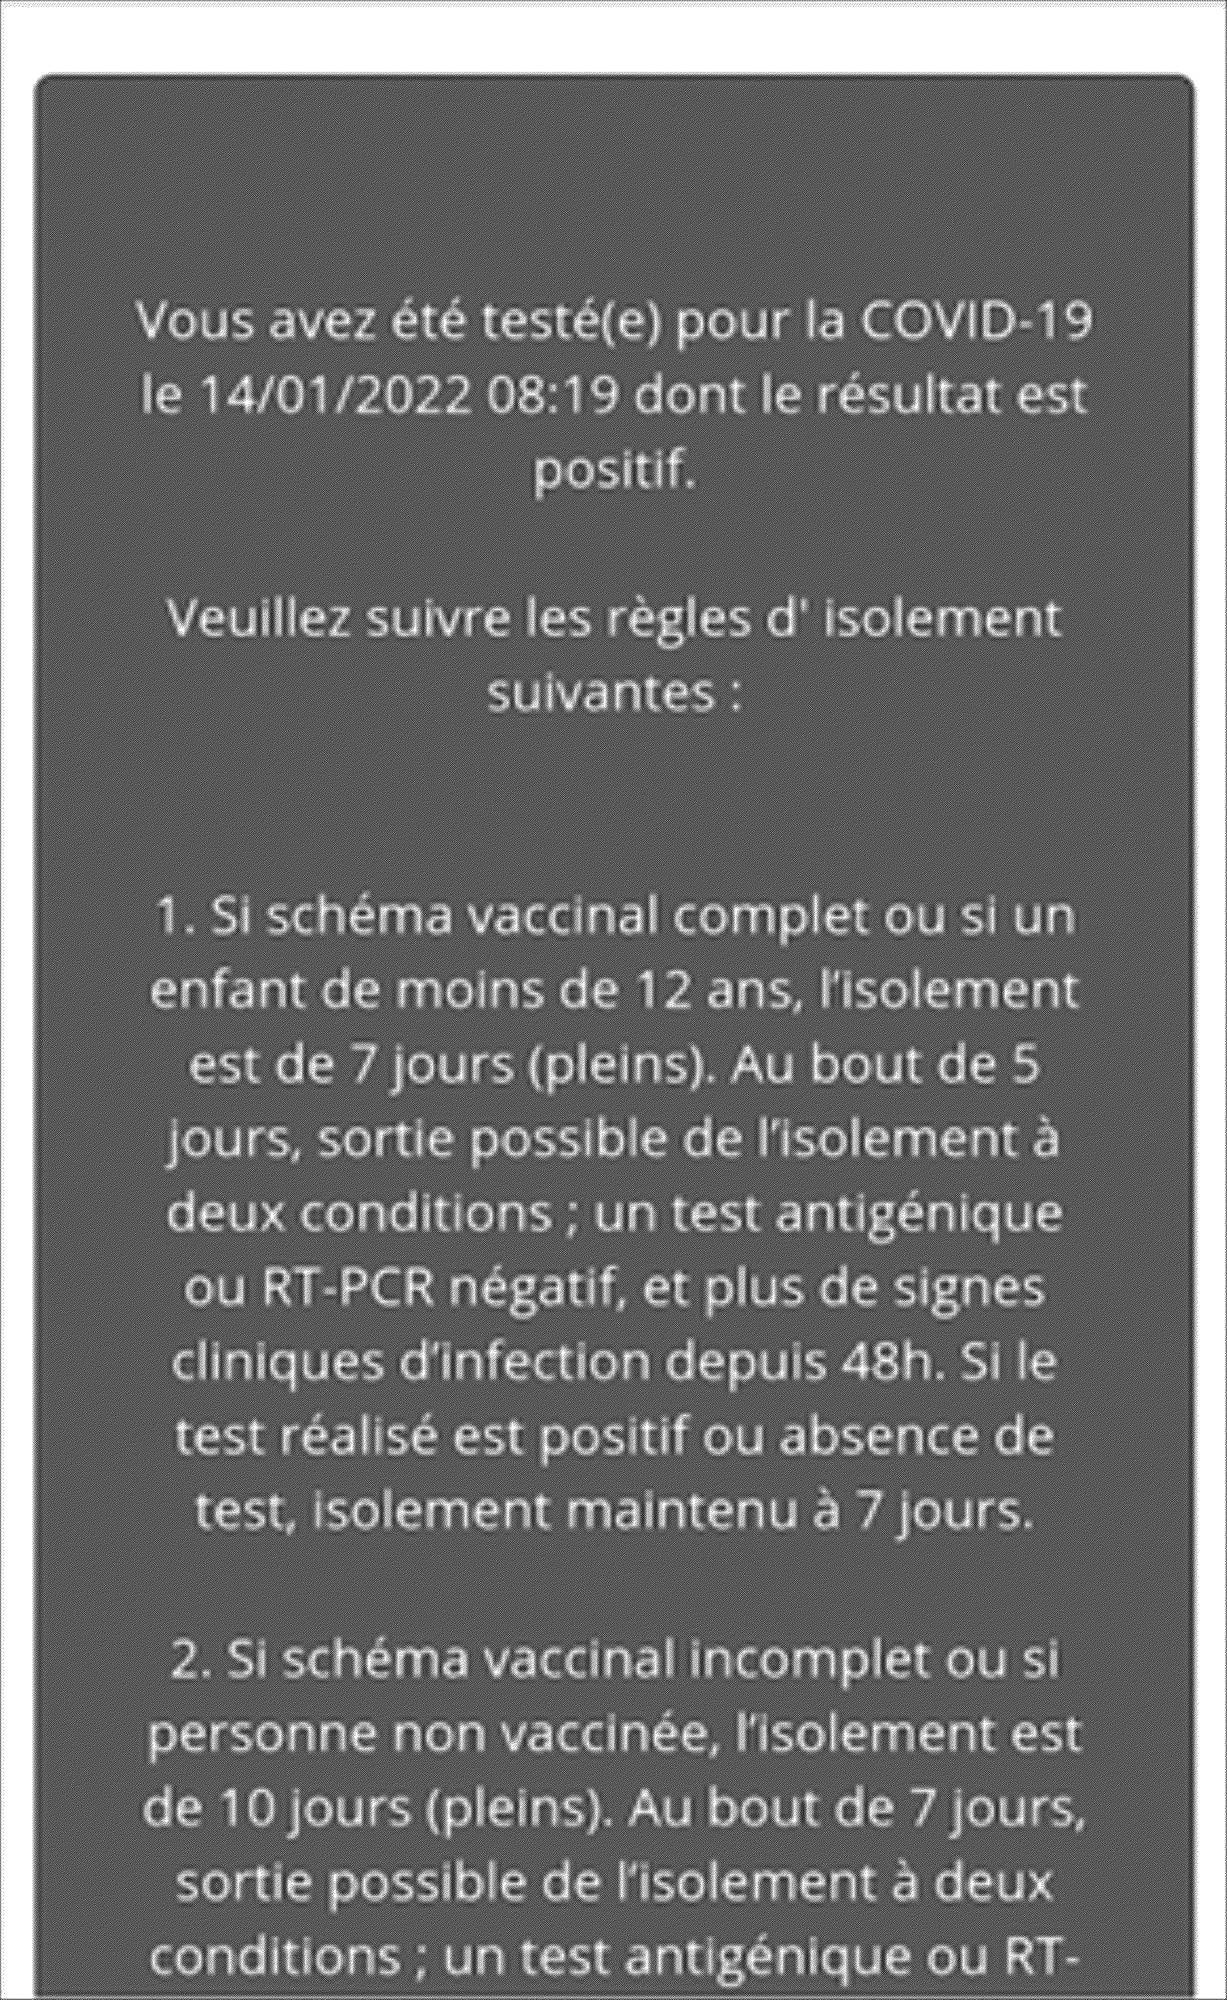 Vous avez été testé(e) pour la COVID-19
le 14/01/2022 08:19 dont le résultat est
positif.
Veuillez suivre les règles d' isolement
suivantes :
1. Si schéma vaccinal complet ou si un
enfant de moins de 12 ans, l’isolement
est de 7 jours (pleins). Au bout de 5
jours, sortie possible de l’isolement à
deux conditions ; un test antigénique
ou RT-PCR négatif, et plus de signes
cliniques d’infection depuis 48h. Si le
test réalisé est positif ou absence de
test, isolement maintenu à 7 jours.
2. Si schéma vaccinal incomplet ou si
personne non vaccinée, l’isolement est
de 10 jours (pleins). Au bout de 7 jours,
sortie possible de l’isolement à deux
conditions ; un test antigénique ou RT-